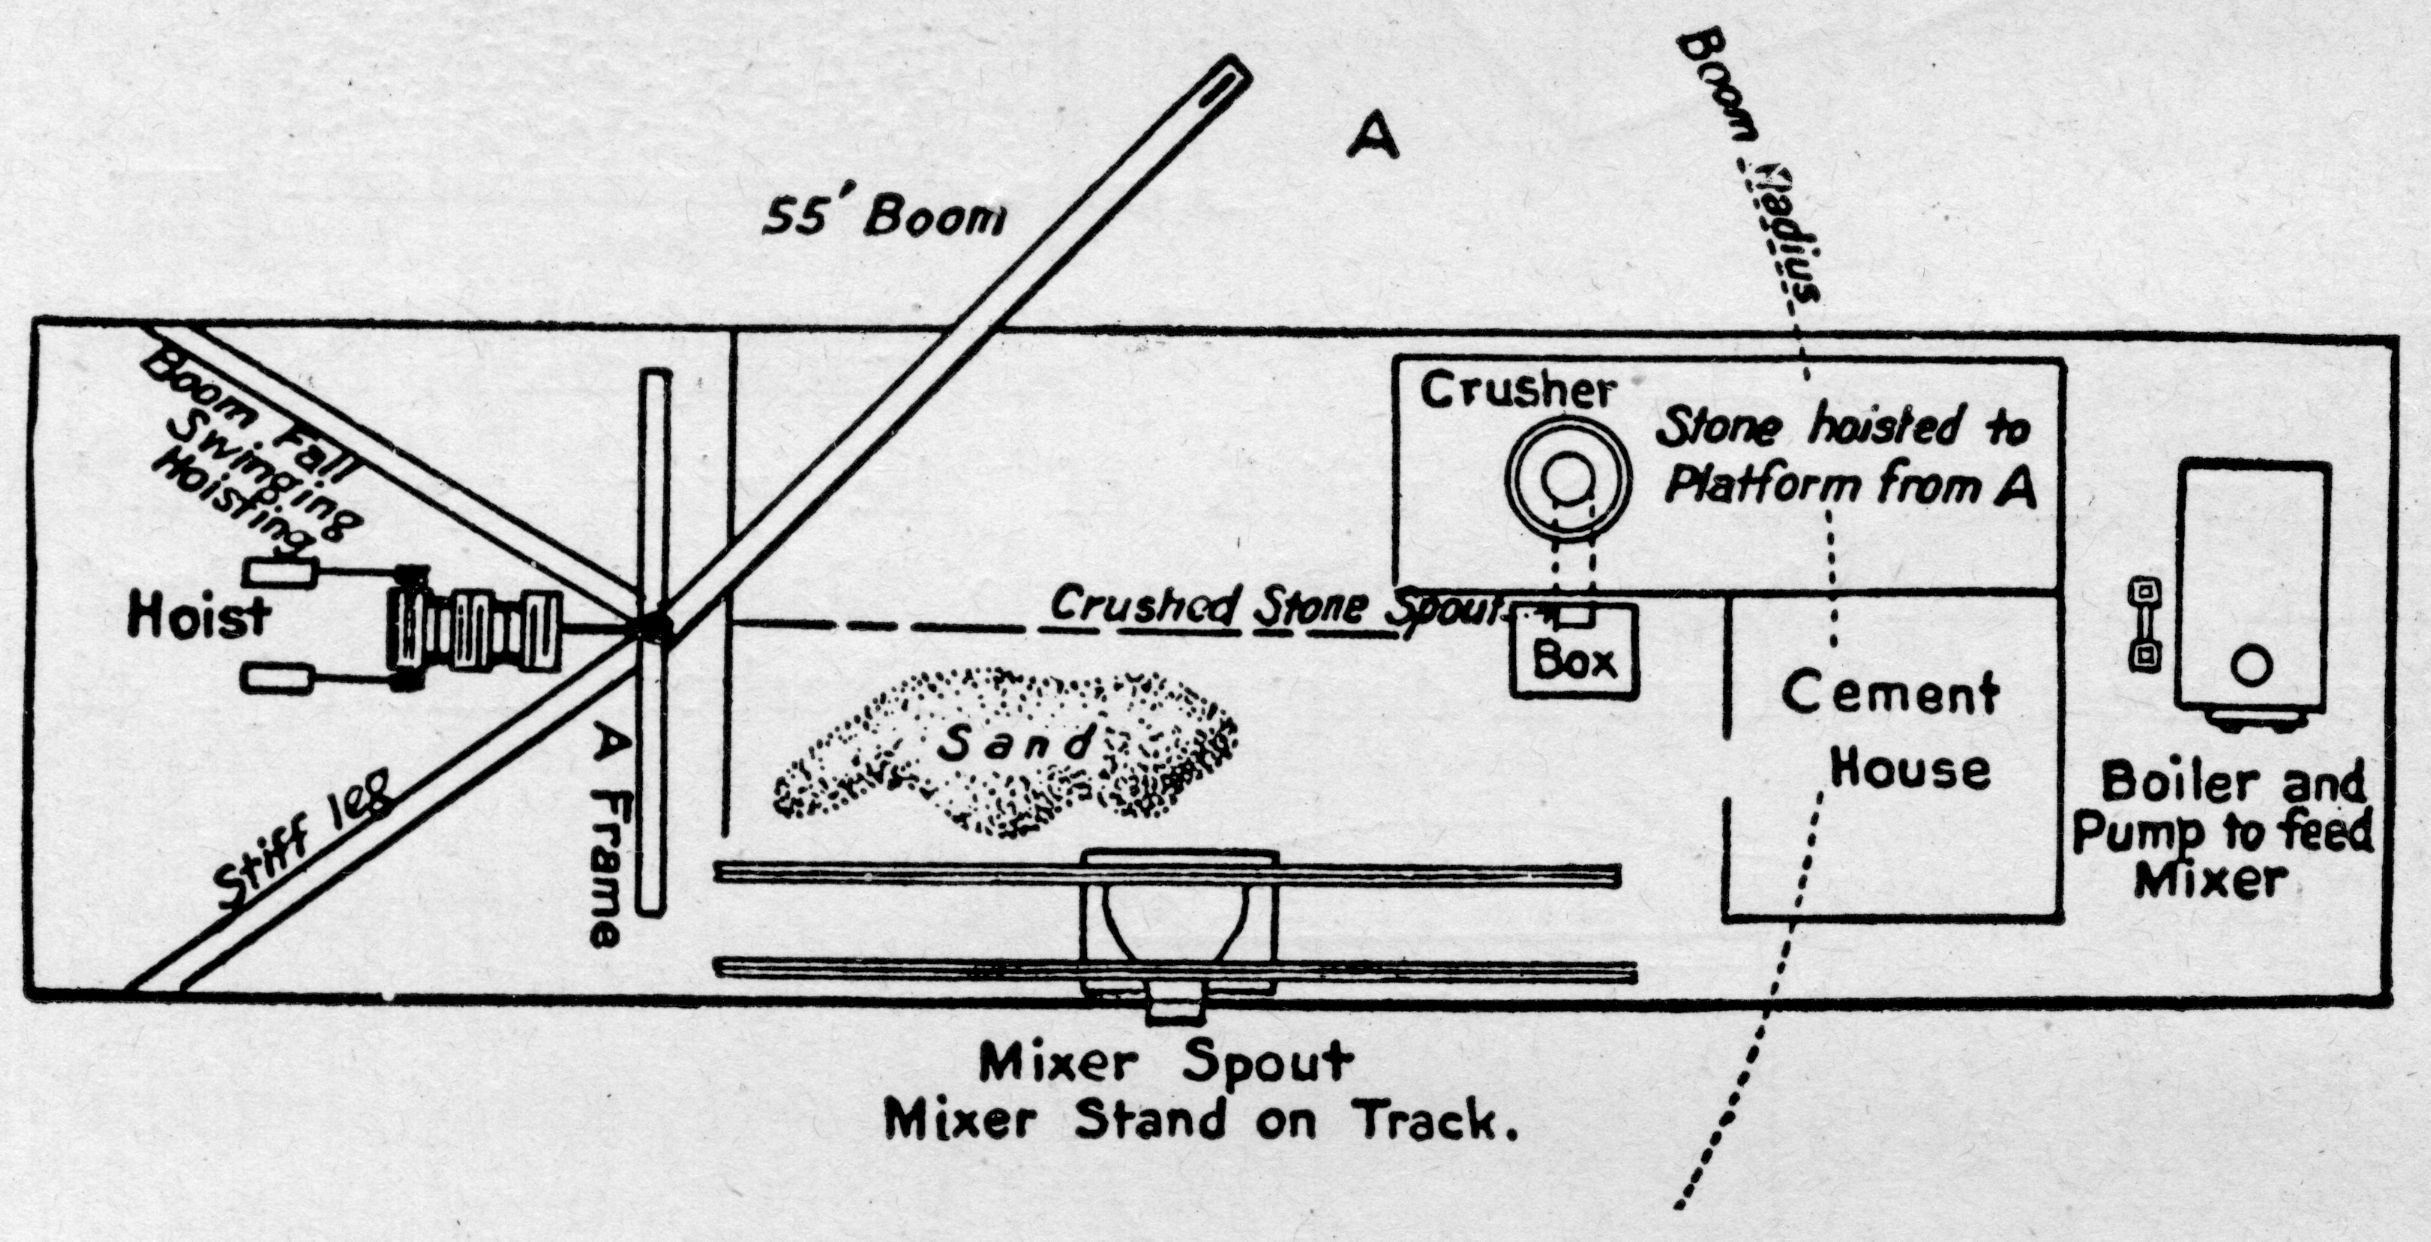 Boom Radius
A
55' Boom
Boom Fall
Swinging
Hoisting
Hoist
Stiff leg
A Frame
Crusher
Stone hoisted to
Platform from A
Crushed Stone Spouts
Box
Sand
Cement
House
Boiler and
Pump to feed
Mixer
Mixer Spout
Mixer Stand on Track.